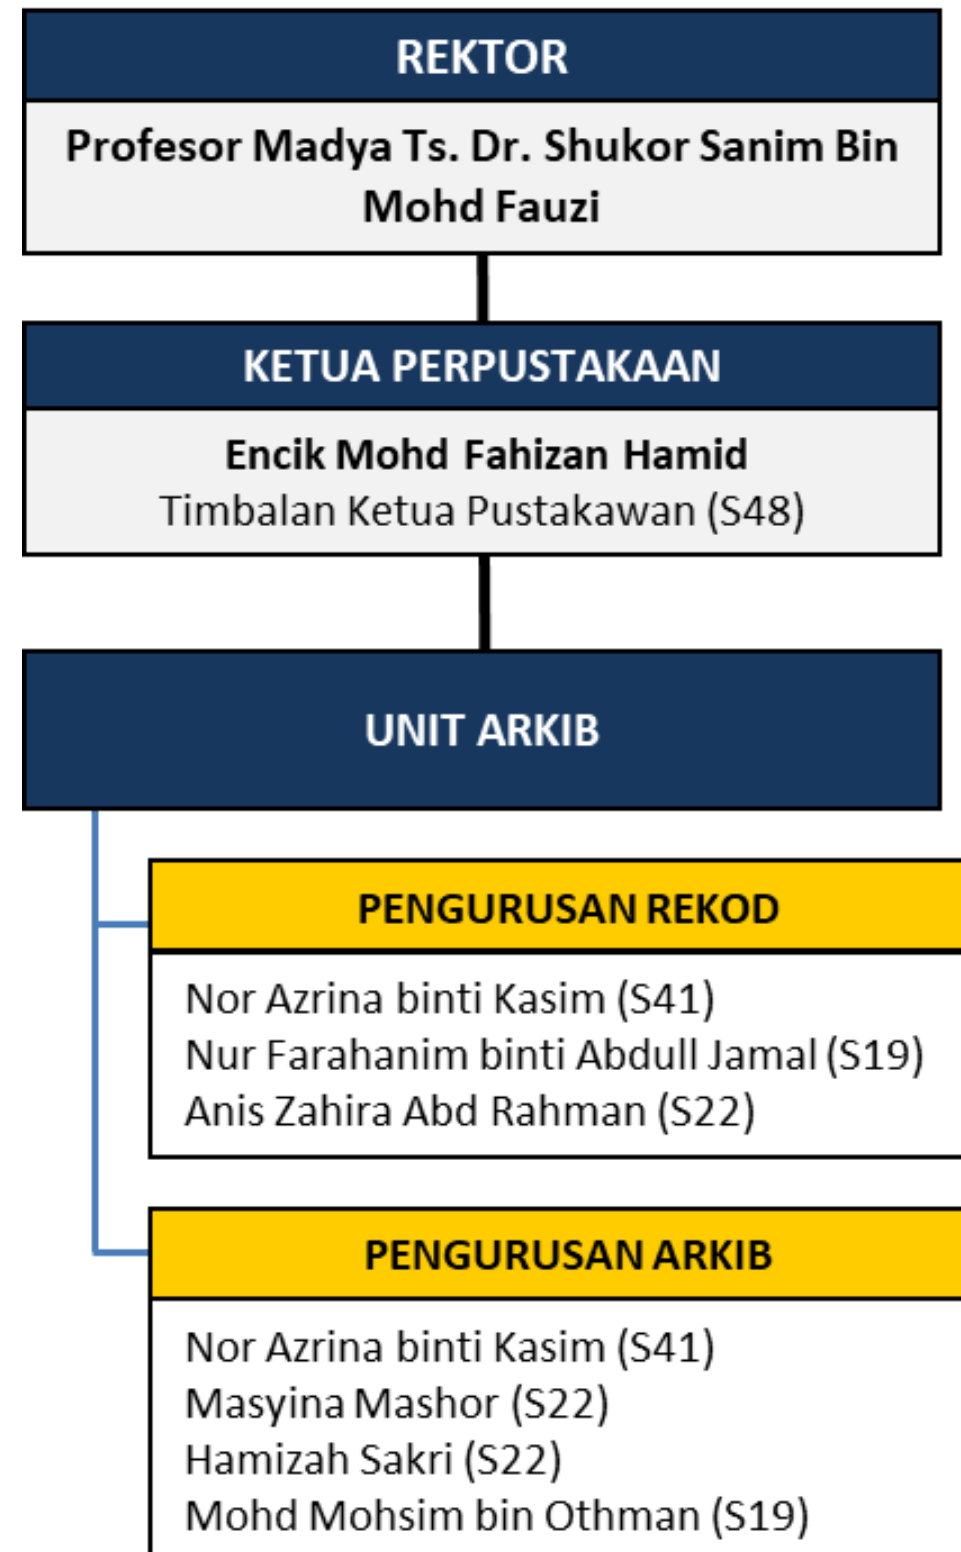 REKTOR
Profesor Madya Ts. Dr. Shukor Sanim Bin
Mohd Fauzi
KETUA PERPUSTAKAAN
Encik Mohd Fahizan Hamid
Timbalan Ketua Pustakawan (S48)
UNIT ARKIB
PENGURUSAN REKOD
Nor Azrina binti Kasim (S41)
Nur Farahanim binti Abdull Jamal (S19)
Anis Zahira Abd Rahman (S22)
PENGURUSAN ARKIB
Nor Azrina binti Kasim (S41)
Masyina Mashor (S22)
Hamizah Sakri (S22)
Mohd Mohsim bin Othman (S19)